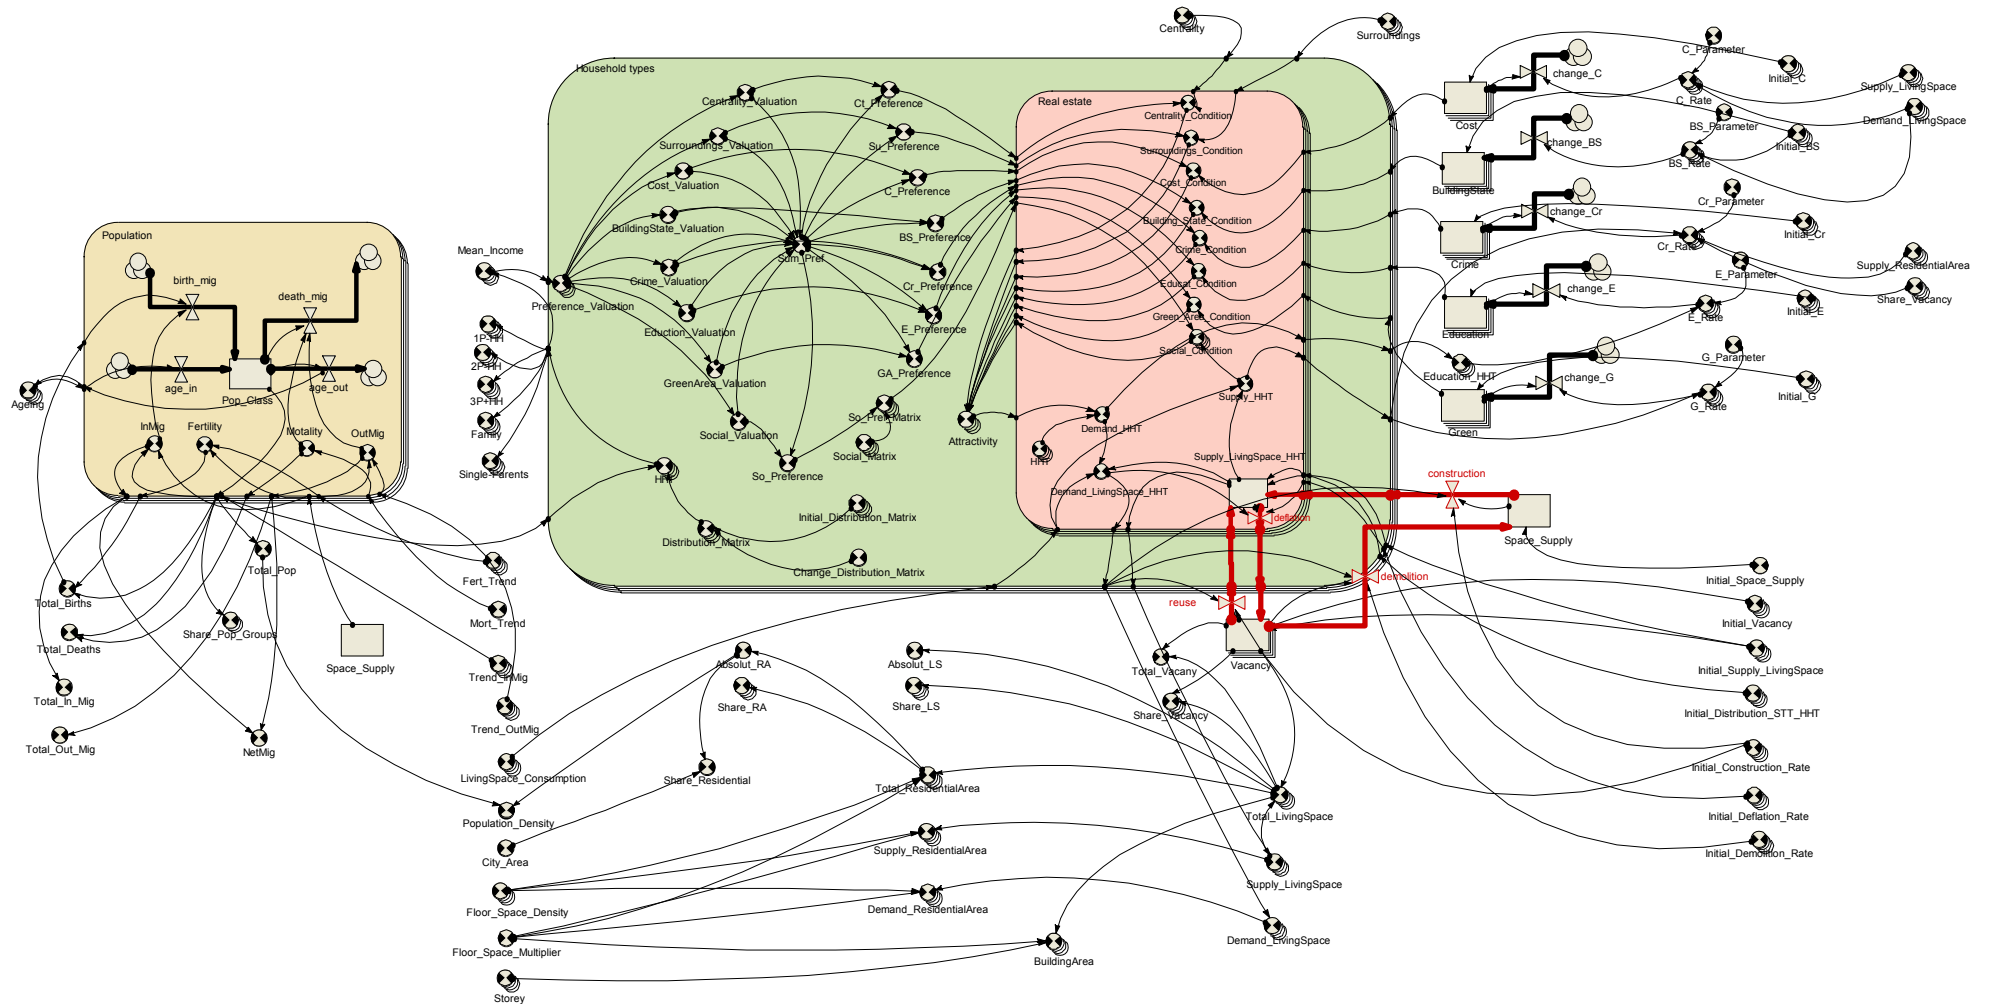 Centrality
Surroundings
Household types
Real estate
Population
birth_mig
death_mig
age_in
Pop_Class
age_out
InMig
Fertility
Motality
OutMig
Ageing
Total_Births
Total_Deaths
Total_In_Mig
Total_Out_Mig
Total_Pop
Share_Pop_Groups
NetMig
Space_Supply
Fert_Trend
Mort_Trend
Trend_InMig
Trend_OutMig
LivingSpace_Consumption
Population_Density
City_Area
Floor_Space_Density
Floor_Space_Multiplier
Storey
Mean_Income
1P-HH
2P-HH
3P+HH
Family
Single-Parents
Preference_Valuation
Centrality_Valuation
Surroundings_Valuation
Cost_Valuation
BuildingState_Valuation
Crime_Valuation
Eduction_Valuation
GreenArea_Valuation
Social_Valuation
Sum_Pref
Ct_Preference
Su_Preference
C_Preference
BS_Preference
Cr_Preference
E_Preference
GA_Preference
So_Pref_Matrix
Social_Matrix
So_Preference
Attractivity
HH
Distribution_Matrix
Initial_Distribution_Matrix
Change_Distribution_Matrix
Centrality_Condition
Surroundings_Condition
Cost_Condition
Building_State_Condition
Crime_Condition
Educat_Condition
Green_Area_Condition
Social_Condition
Supply_HHT
Demand_HHT
HHT
Supply_LivingSpace_HHT
Demand_LivingSpace_HHT
deflation
reuse
demolition
construction
Space_Supply
Vacancy
Cost
change_C
BuildingState
change_BS
Crime
change_Cr
Education
change_E
Education_HHT
Green
change_G
C_Parameter
Initial_C
C_Rate
Supply_LivingSpace
Demand_LivingSpace
BS_Parameter
Initial_BS
BS_Rate
Cr_Parameter
Initial_Cr
Cr_Rate
E_Parameter
Supply_ResidentialArea
Share_Vacancy
Initial_E
E_Rate
G_Parameter
Initial_G
G_Rate
Initial_Space_Supply
Initial_Vacancy
Initial_Supply_LivingSpace
Initial_Distribution_STT_HHT
Initial_Construction_Rate
Initial_Deflation_Rate
Initial_Demolition_Rate
Absolut_RA
Share_RA
Share_Residential
Absolut_LS
Share_LS
Total_Vacany
Share_Vacancy
Total_ResidentialArea
Total_LivingSpace
Supply_ResidentialArea
Supply_LivingSpace
Demand_ResidentialArea
Demand_LivingSpace
BuildingArea